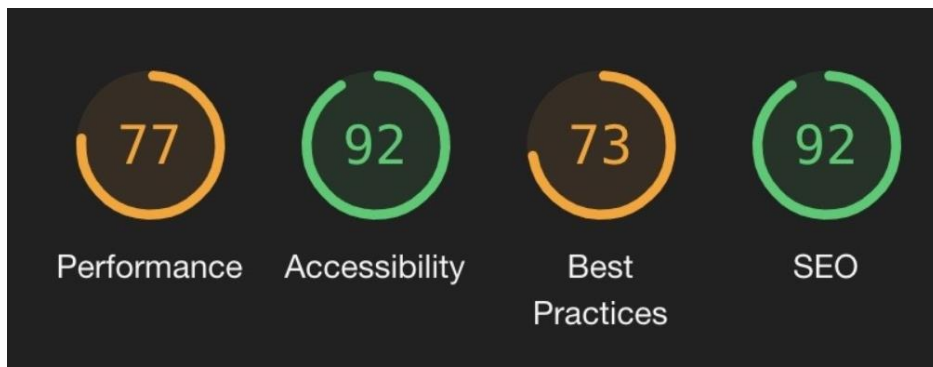 77
92
73
92
Performance
Accessibility
Best
Practices
SEO